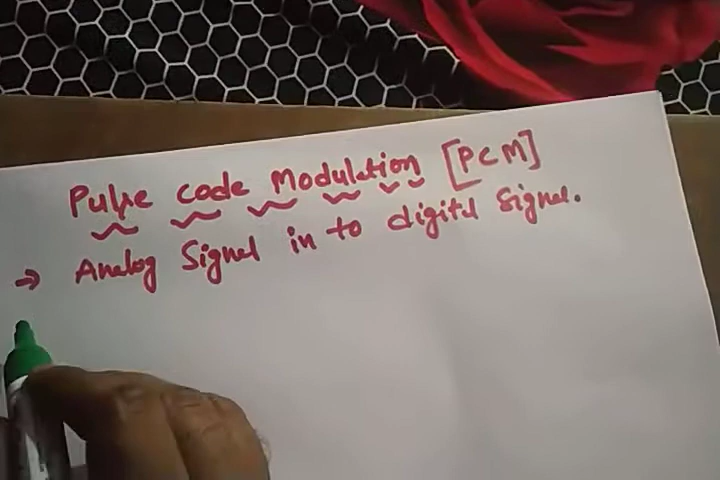 Pulse code Modulation [PCM]
→ Analog Signal in to digital signal.